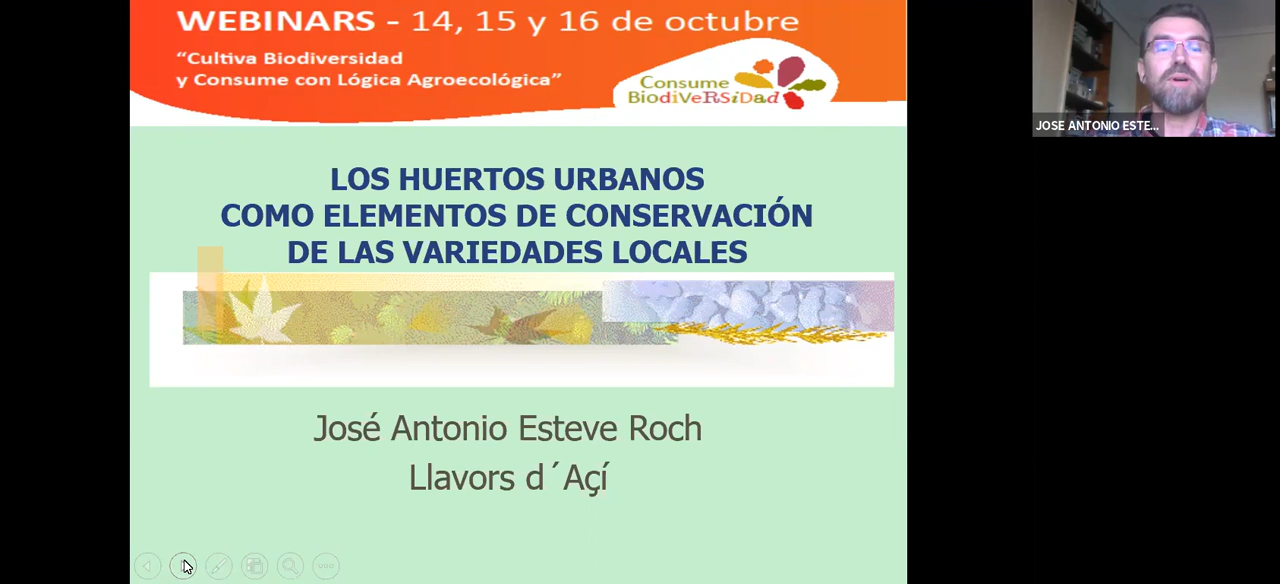 WEBINARS - 14, 15 y 16 de octubre
“Cultiva Biodiversidad
y Consume con Lógica Agroecológica”
Consume
BiodiVeRSiDad
JOSE ANTONIO ESTE...
LOS HUERTOS URBANOS
COMO ELEMENTOS DE CONSERVACIÓN
DE LAS VARIEDADES LOCALES
José Antonio Esteve Roch
Llavors d´Açí